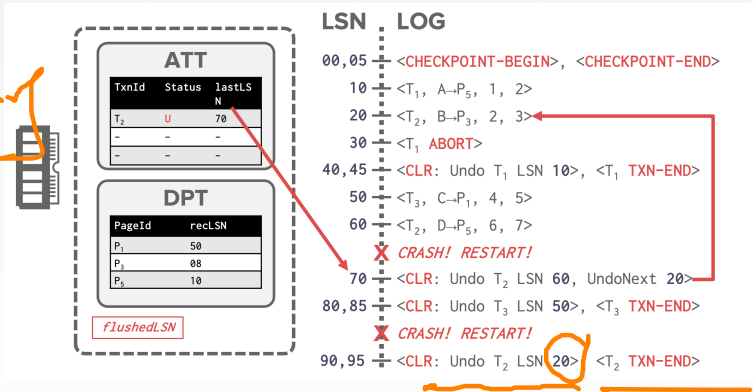 LSN LOG
ATT
TxnId Status lastLS
N
T₂ U 70
- - -
- - -
DPT
PageId recLSN
P₁ 50
P₃ 08
P₅ 10
flushedLSN
00,05 <CHECKPOINT-BEGIN>, <CHECKPOINT-END>
10 <T₁, A→P₅, 1, 2>
20 <T₂, B→P₃, 2, 3>
30 <T₁ ABORT>
40,45 <CLR: Undo T₁ LSN 10>, <T₁ TXN-END>
50 <T₃, C→P₁, 4, 5>
60 <T₂, D→P₅, 6, 7>
X CRASH! RESTART!
70 <CLR: Undo T₂ LSN 60, UndoNext 20>
80,85 <CLR: Undo T₃ LSN 50>, <T₃ TXN-END>
X CRASH! RESTART!
90,95 <CLR: Undo T₂ LSN 20> <T₂ TXN-END>